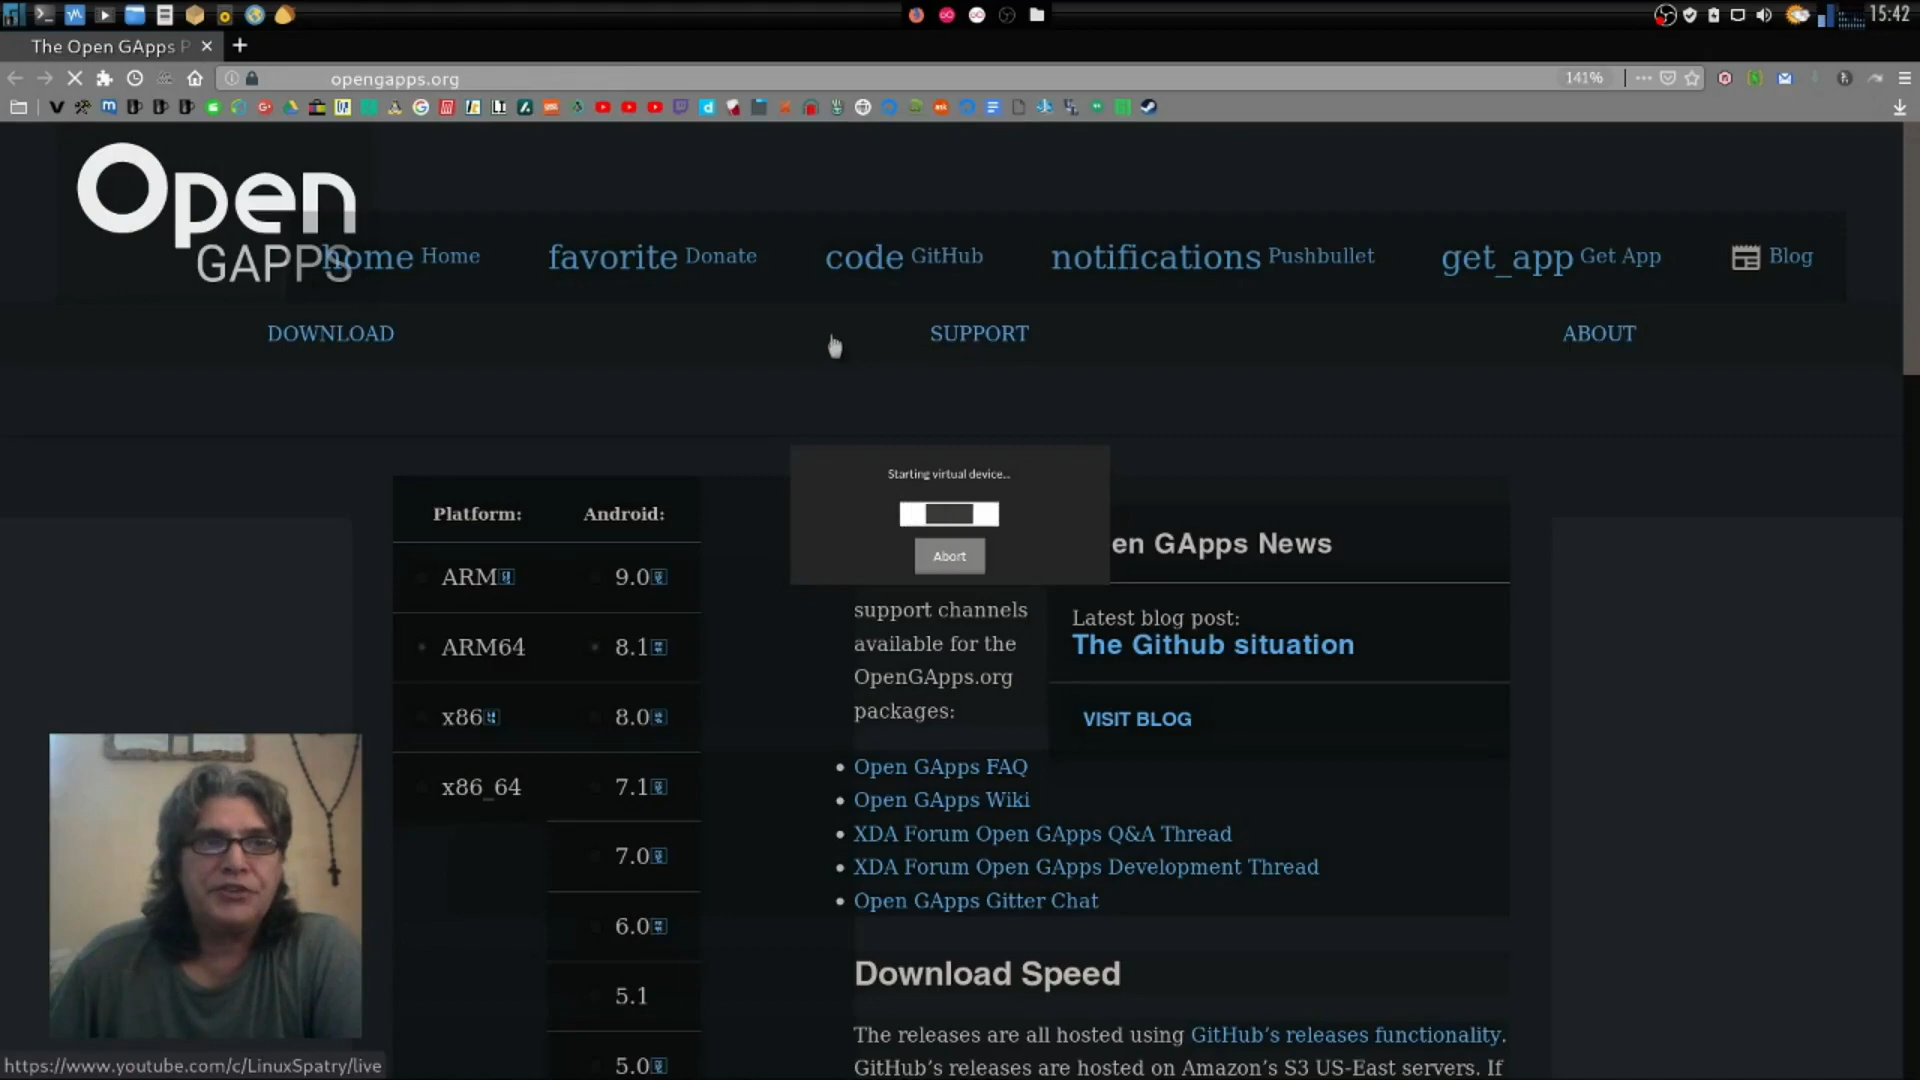 15:42
The Open GApps P
opengapps.org
141%
Open
GAPPS
home Home
favorite Donate
code GitHub
notifications Pushbullet
get_app Get App
Blog
DOWNLOAD
SUPPORT
ABOUT
Starting virtual device...
Abort
Platform: Android:
ARM 9.0
ARM64 8.1
x86 8.0
x86_64 7.1
7.0
6.0
5.1
5.0
en GApps News
Latest blog post:
The Github situation
VISIT BLOG
support channels
available for the
OpenGApps.org
packages:
• Open GApps FAQ
• Open GApps Wiki
• XDA Forum Open GApps Q&A Thread
• XDA Forum Open GApps Development Thread
• Open GApps Gitter Chat
Download Speed
The releases are all hosted using GitHub's releases functionality.
GitHub's releases are hosted on Amazon's S3 US-East servers. If
https://www.youtube.com/c/LinuxSpatry/live